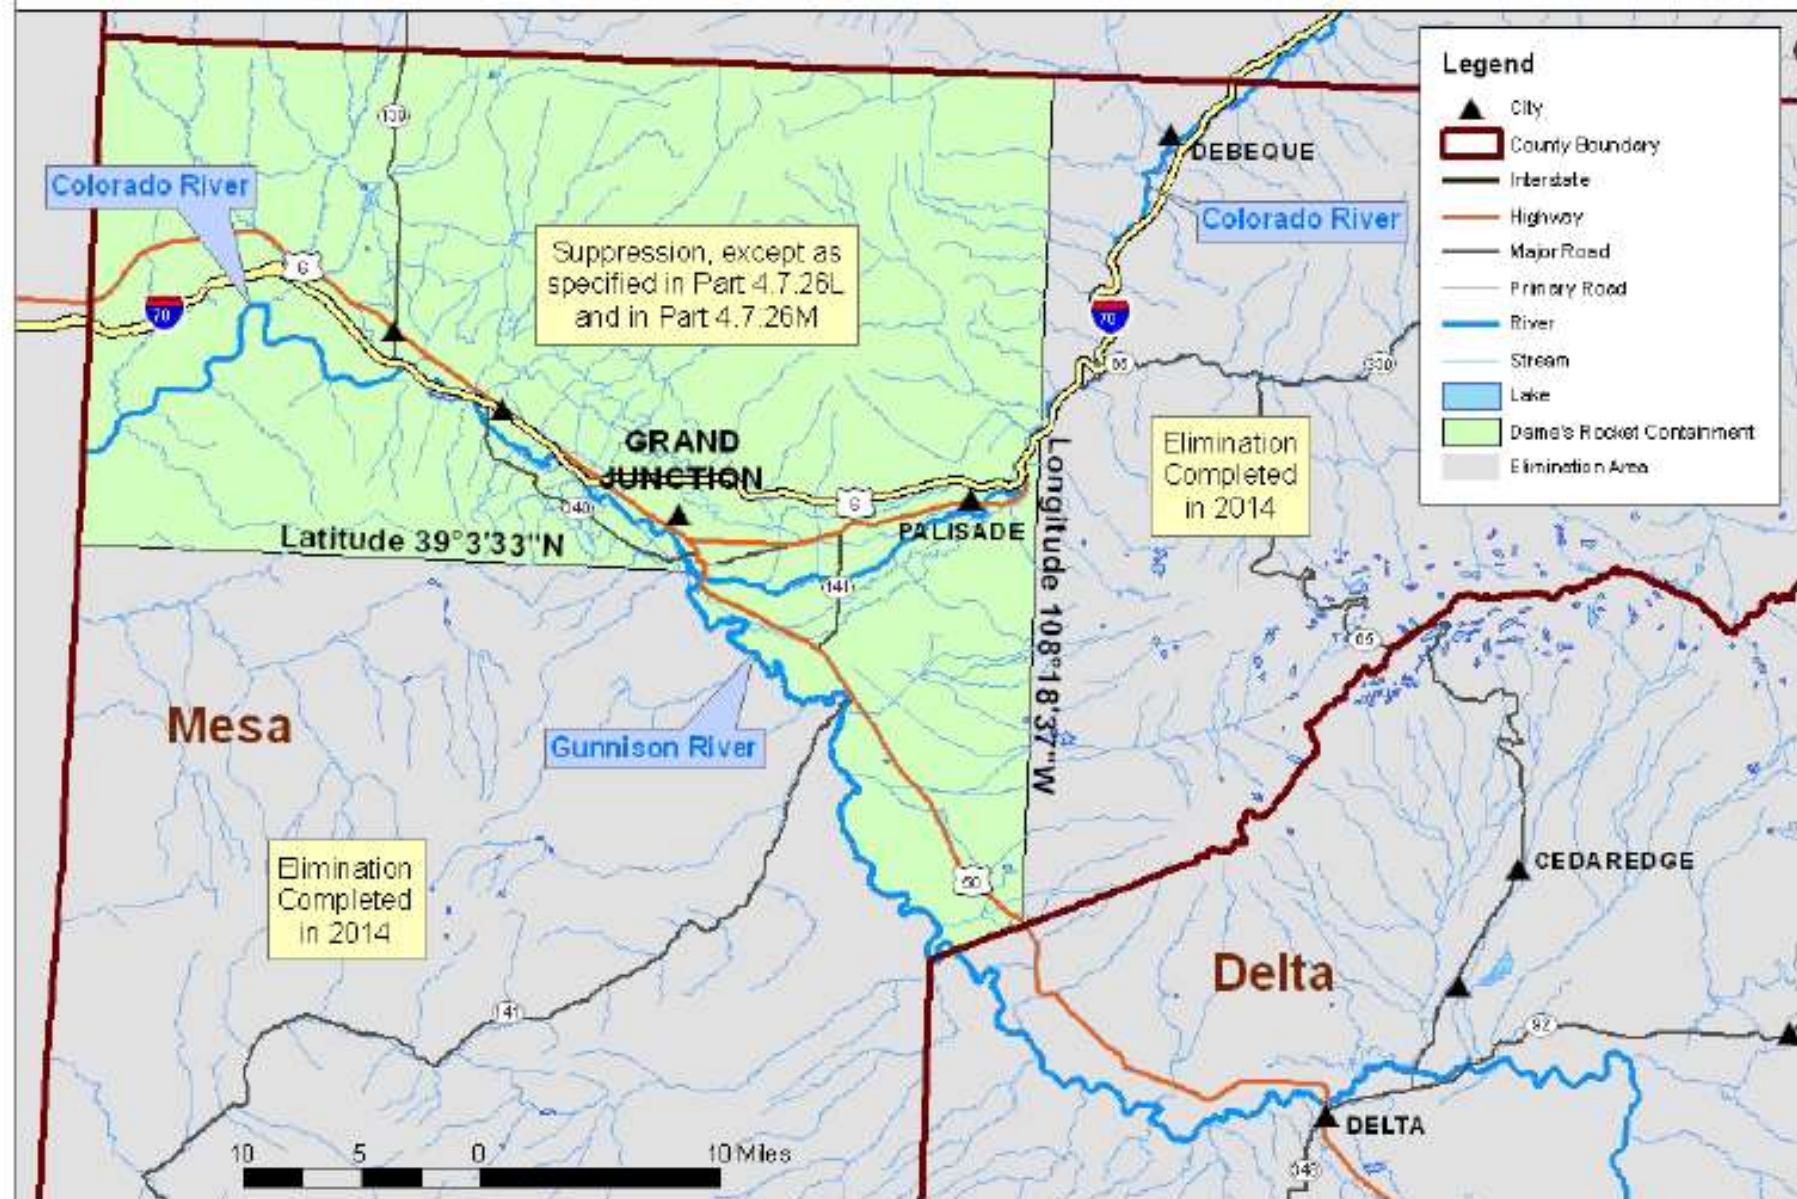 Legend
City
County Boundary
Interstate
Highway
Major Road
Primary Road
River
Stream
Lake
Dame's Rocket Containment
Elimination Area
139
Colorado River
DEBEQUE
Colorado River
Suppression, except as
specified in Part 4.7.26L
and in Part 4.7.26M
6
70
70
65
330
GRAND
JUNCTION
Elimination
Completed
in 2014
6
340
PALISADE
Latitude 39°3'33"N
Longitude 108°18'37"W
141
65
Mesa
Gunnison River
Elimination
Completed
in 2014
50
CEDAREDGE
Delta
141
92
DELTA
348
10 5 0 10 Miles